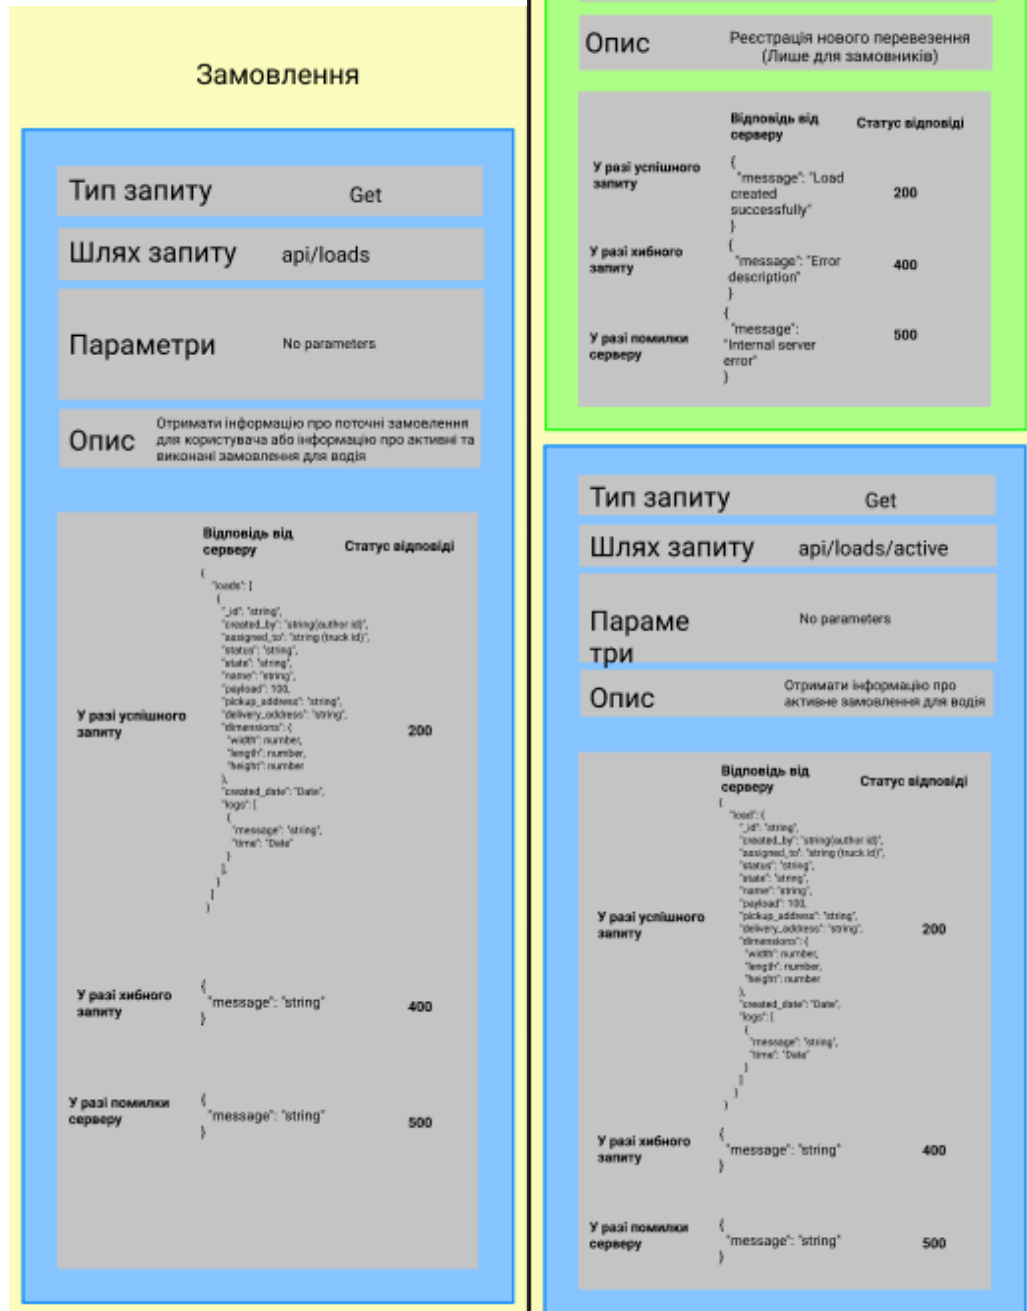 Замовлення
Тип запиту Get
Шлях запиту api/loads
Параметри No parameters
Опис Отримати інформацію про поточні замовлення
для користувача або інформацію про активні та
виконані замовлення для водія
Відповідь від
серверу Статус відповіді
{
"loads": [
{
"_id": "string",
"created_by": "string(author id)",
"assigned_to": "string (truck id)",
"status": "string",
"state": "string",
"name": "string",
"payload": 100,
"pickup_address": "string",
"delivery_address": "string",
"dimensions": {
"width": number,
"length": number,
"height": number
},
"created_date": "Date",
"logs": [
{
"message": "string",
"time": "Date"
}
],
}
]
}
У разі успішного
запиту
200
У разі хибного
запиту
{
"message": "string"
}
400
У разі помилки
серверу
{
"message": "string"
}
500
Опис Реєстрація нового перевезення
(Лише для замовників)
Відповідь від
серверу Статус відповіді
У разі успішного
запиту
{
"message": "Load
created
successfully"
}
200
У разі хибного
запиту
{
"message": "Error
description"
}
400
У разі помилки
серверу
{
"message":
"Internal server
error"
}
500
Тип запиту Get
Шлях запиту api/loads/active
Параме
три
No parameters
Опис Отримати інформацію про
активне замовлення для водія
Відповідь від
серверу Статус відповіді
{
"load": {
"_id": "string",
"created_by": "string(author id)",
"assigned_to": "string (truck id)",
"status": "string",
"state": "string",
"name": "string",
"payload": 100,
"pickup_address": "string",
"delivery_address": "string",
"dimensions": {
"width": number,
"length": number,
"height": number
},
"created_date": "Date",
"logs": [
{
"message": "string",
"time": "Date"
}
]
}
}
У разі успішного
запиту
200
У разі хибного
запиту
{
"message": "string"
}
400
У разі помилки
серверу
{
"message": "string"
}
500